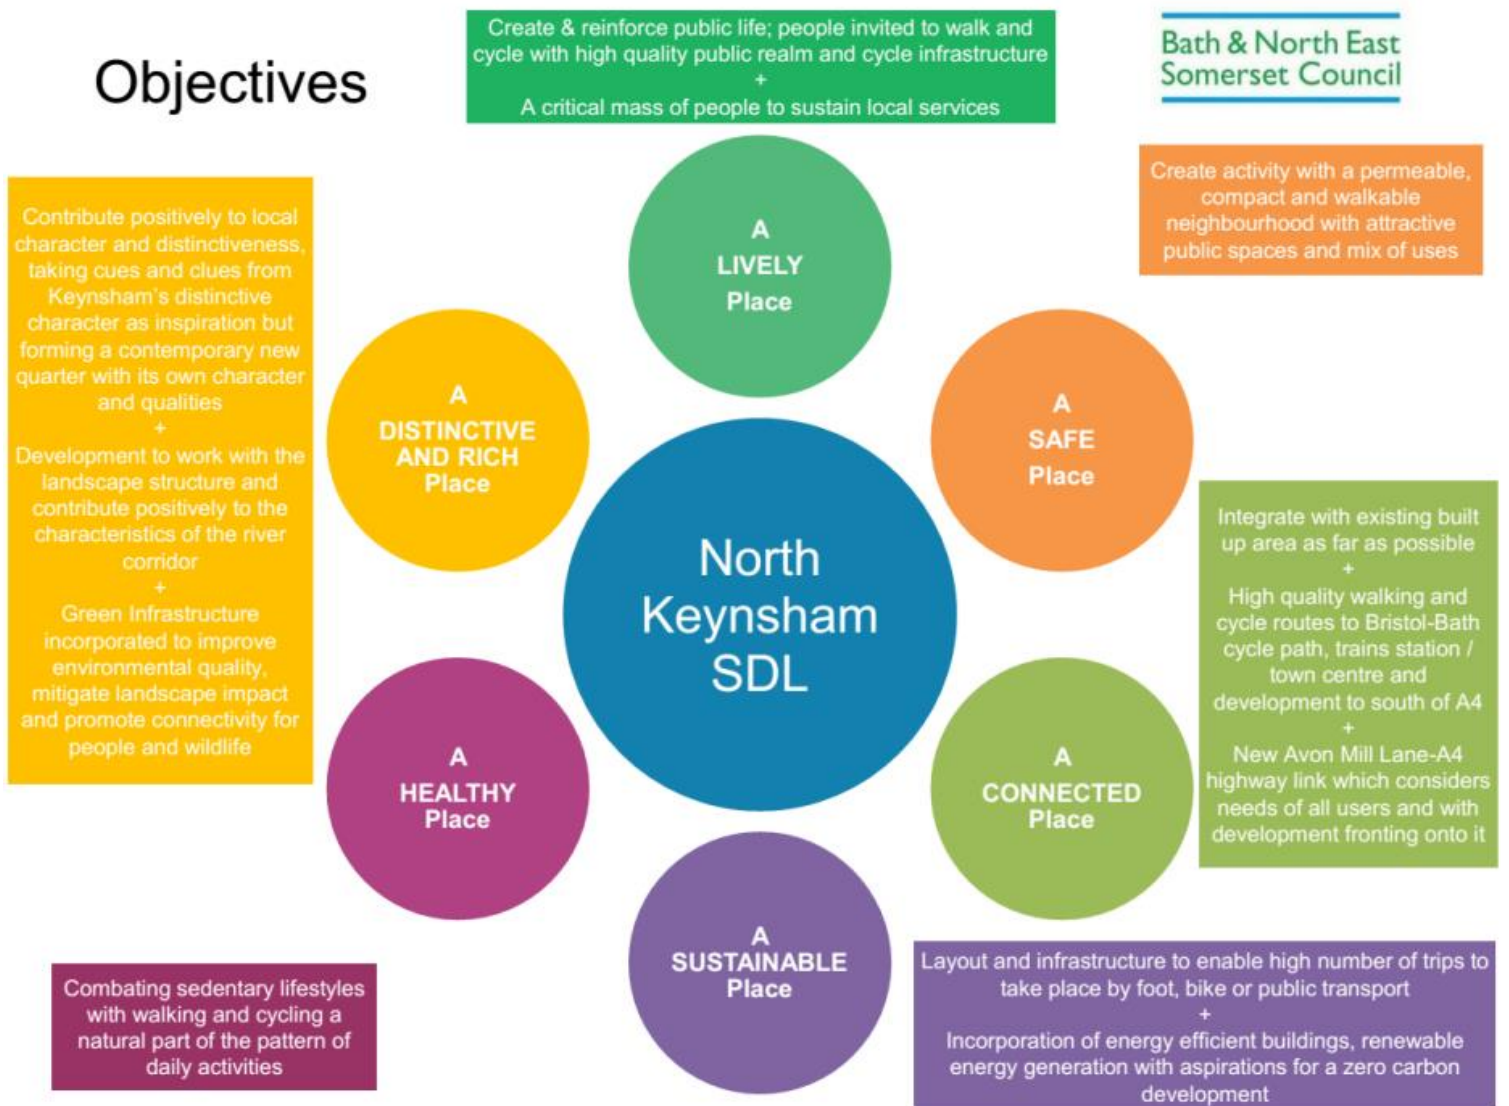 Objectives
Create & reinforce public life; people invited to walk and
cycle with high quality public realm and cycle infrastructure
+
A critical mass of people to sustain local services
Bath & North East
Somerset Council
Contribute positively to local
character and distinctiveness,
taking cues and clues from
Keynsham's distinctive
character as inspiration but
forming a contemporary new
quarter with its own character
and qualities
+
Development to work with the
landscape structure and
contribute positively to the
characteristics of the river
corridor
+
Green Infrastructure
incorporated to improve
environmental quality,
mitigate landscape impact
and promote connectivity for
people and wildlife
A
LIVELY
Place
Create activity with a permeable,
compact and walkable
neighbourhood with attractive
public spaces and mix of uses
A
DISTINCTIVE
AND RICH
Place
A
SAFE
Place
North
Keynsham
SDL
Integrate with existing built
up area as far as possible
+
High quality walking and
cycle routes to Bristol-Bath
cycle path, trains station /
town centre and
development to south of A4
+
New Avon Mill Lane-A4
highway link which considers
needs of all users and with
development fronting onto it
A
HEALTHY
Place
A
CONNECTED
Place
A
SUSTAINABLE
Place
Combating sedentary lifestyles
with walking and cycling a
natural part of the pattern of
daily activities
Layout and infrastructure to enable high number of trips to
take place by foot, bike or public transport
+
Incorporation of energy efficient buildings, renewable
energy generation with aspirations for a zero carbon
development